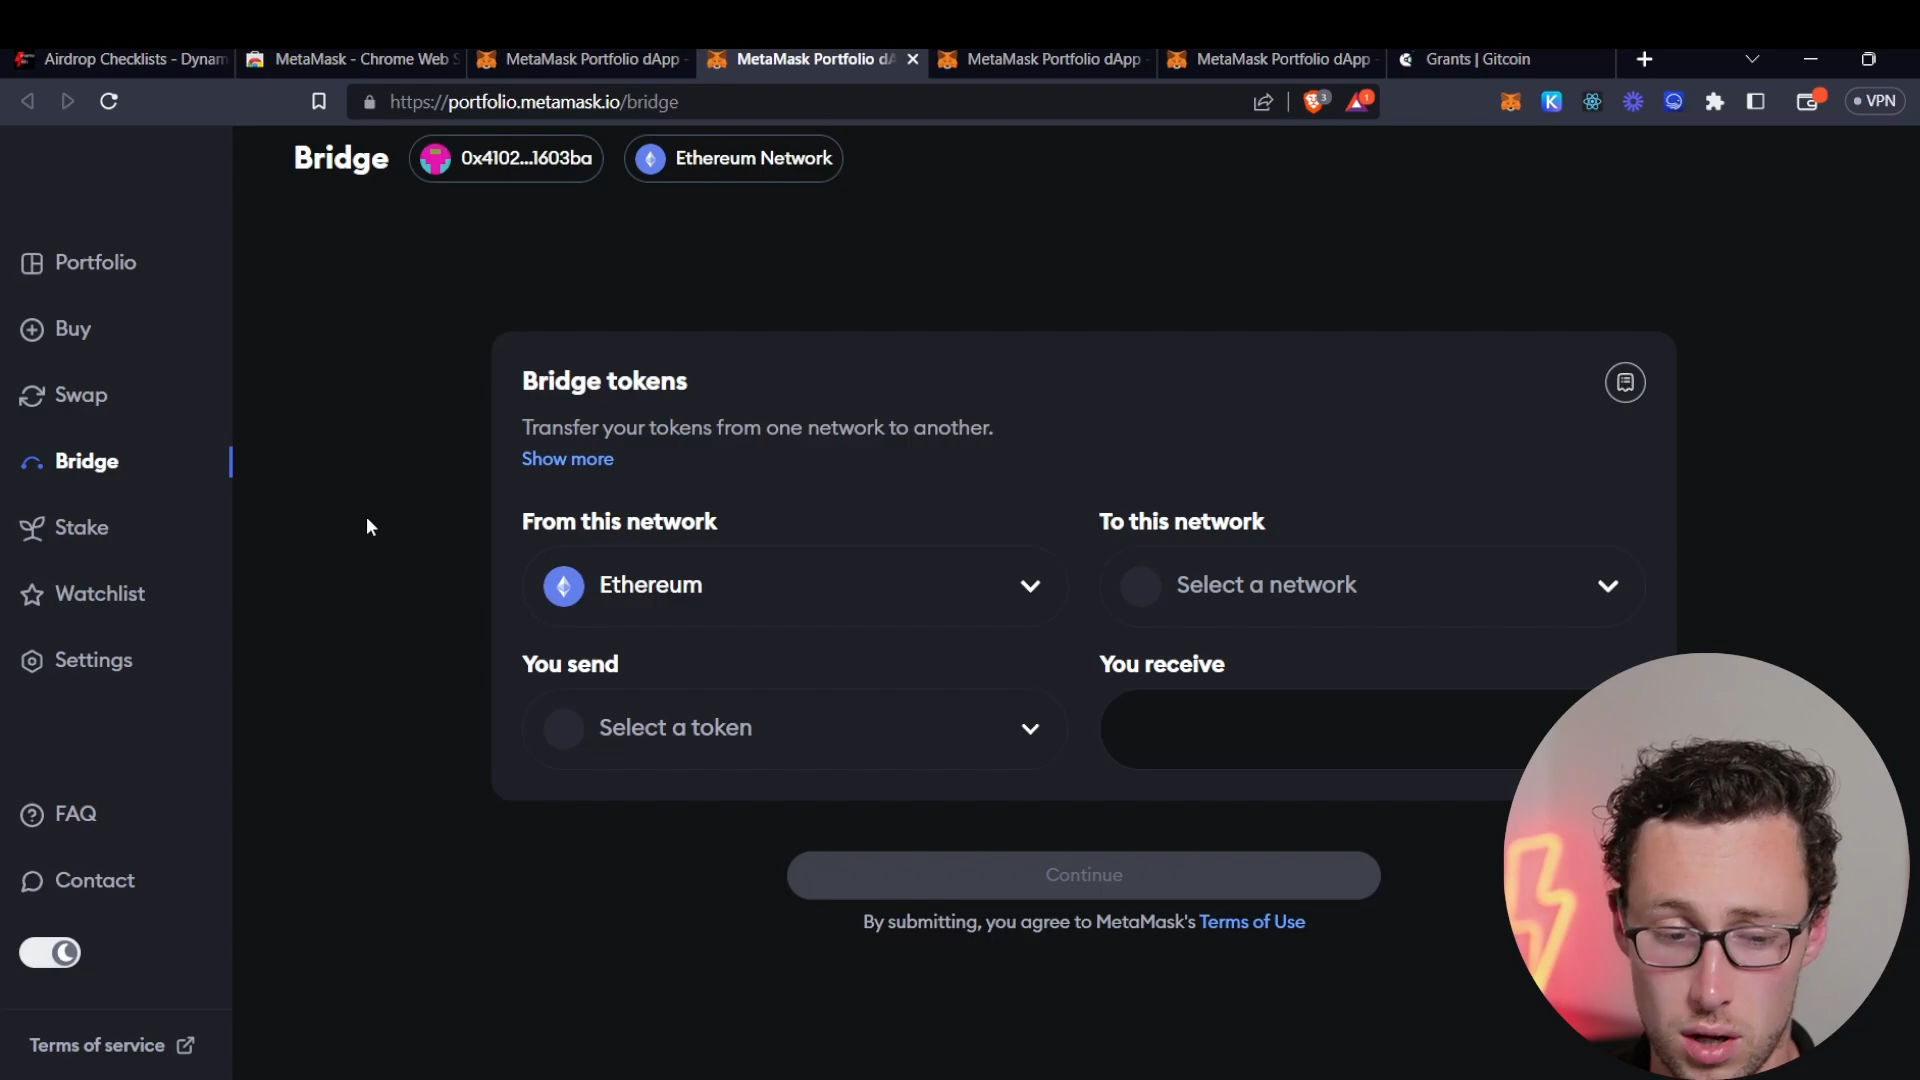 Airdrop Checklists - Dynam
MetaMask - Chrome Web S
MetaMask Portfolio dApp -
MetaMask Portfolio dA
MetaMask Portfolio dApp -
MetaMask Portfolio dApp -
Grants | Gitcoin
https://portfolio.metamask.io/bridge
3
1
K
VPN
Bridge
0x4102...1603ba
Ethereum Network
Portfolio
Buy
Swap
Bridge
Stake
Watchlist
Settings
FAQ
Contact
Terms of service
Bridge tokens
Transfer your tokens from one network to another.
Show more
From this network
To this network
Ethereum
Select a network
You send
You receive
Select a token
Continue
By submitting, you agree to MetaMask's Terms of Use